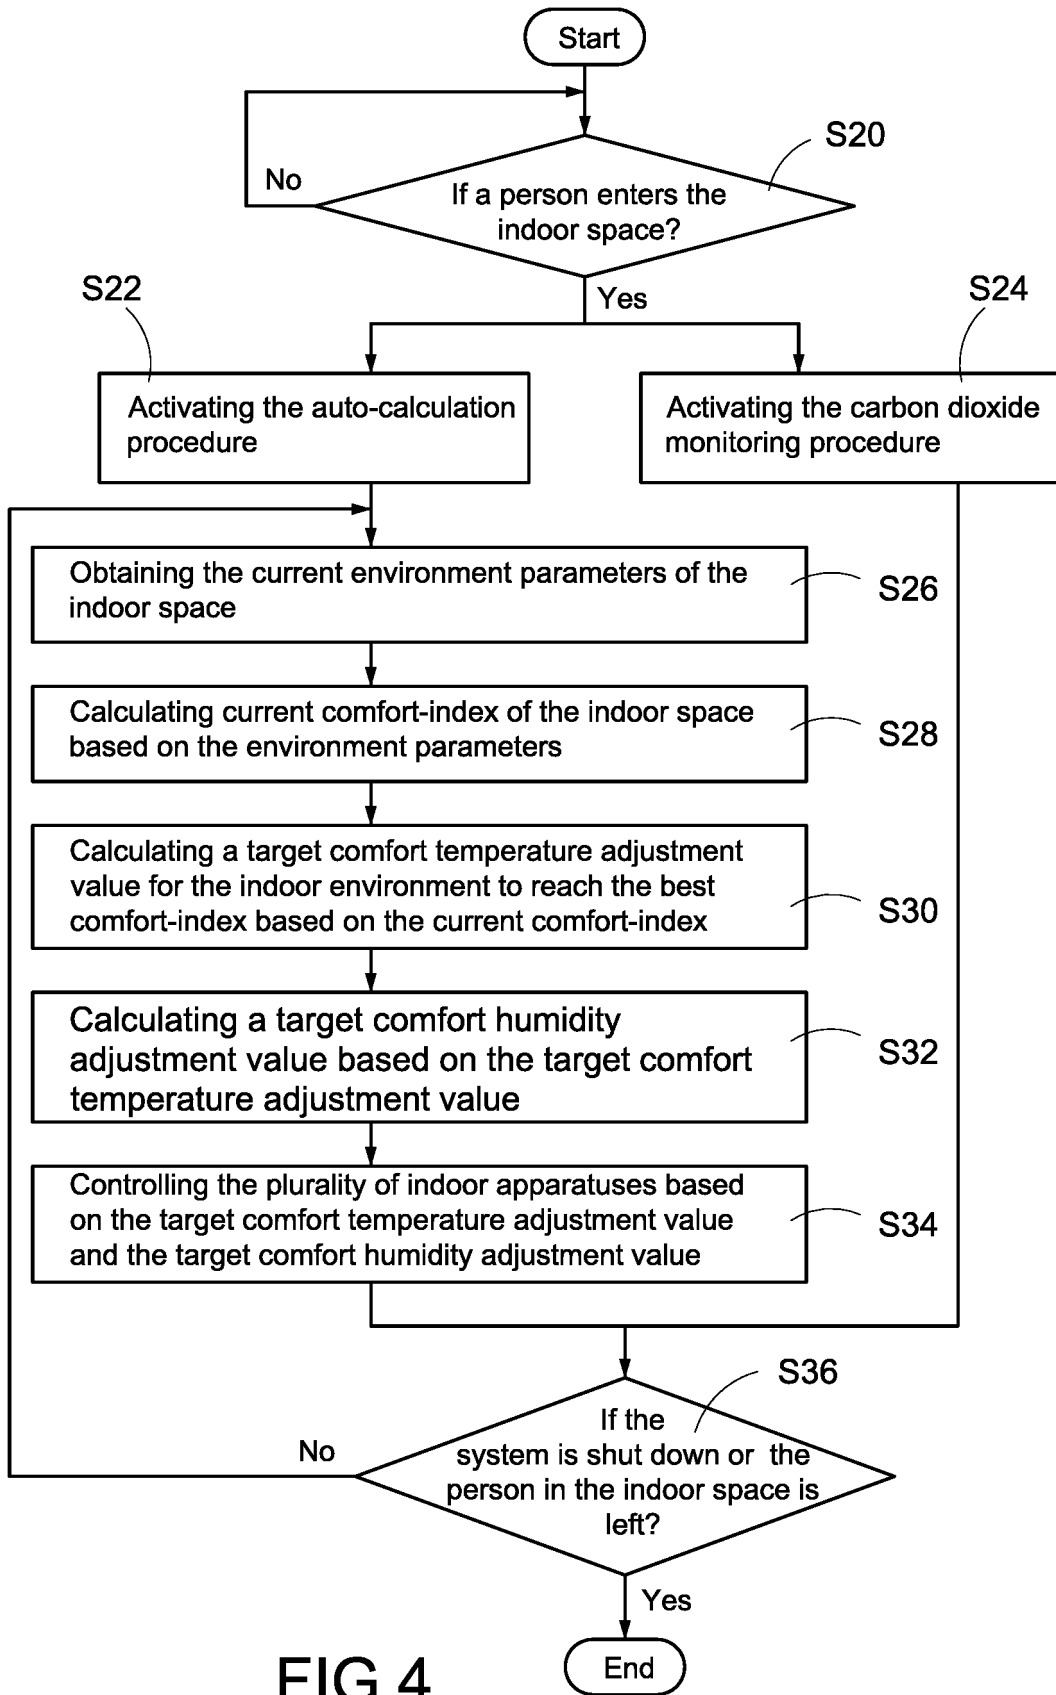 Start
S20
No
If a person enters the
indoor space?
S22
Yes
S24
Activating the auto-calculation
procedure
Activating the carbon dioxide
monitoring procedure
Obtaining the current environment parameters of the
indoor space
S26
Calculating current comfort-index of the indoor space
based on the environment parameters
S28
Calculating a target comfort temperature adjustment
value for the indoor environment to reach the best
comfort-index based on the current comfort-index
S30
Calculating a target comfort humidity
adjustment value based on the target comfort
temperature adjustment value
S32
Controlling the plurality of indoor apparatuses based
on the target comfort temperature adjustment value
and the target comfort humidity adjustment value
S34
S36
No
If the
system is shut down or the
person in the indoor space is
left?
Yes
End
FIG.4